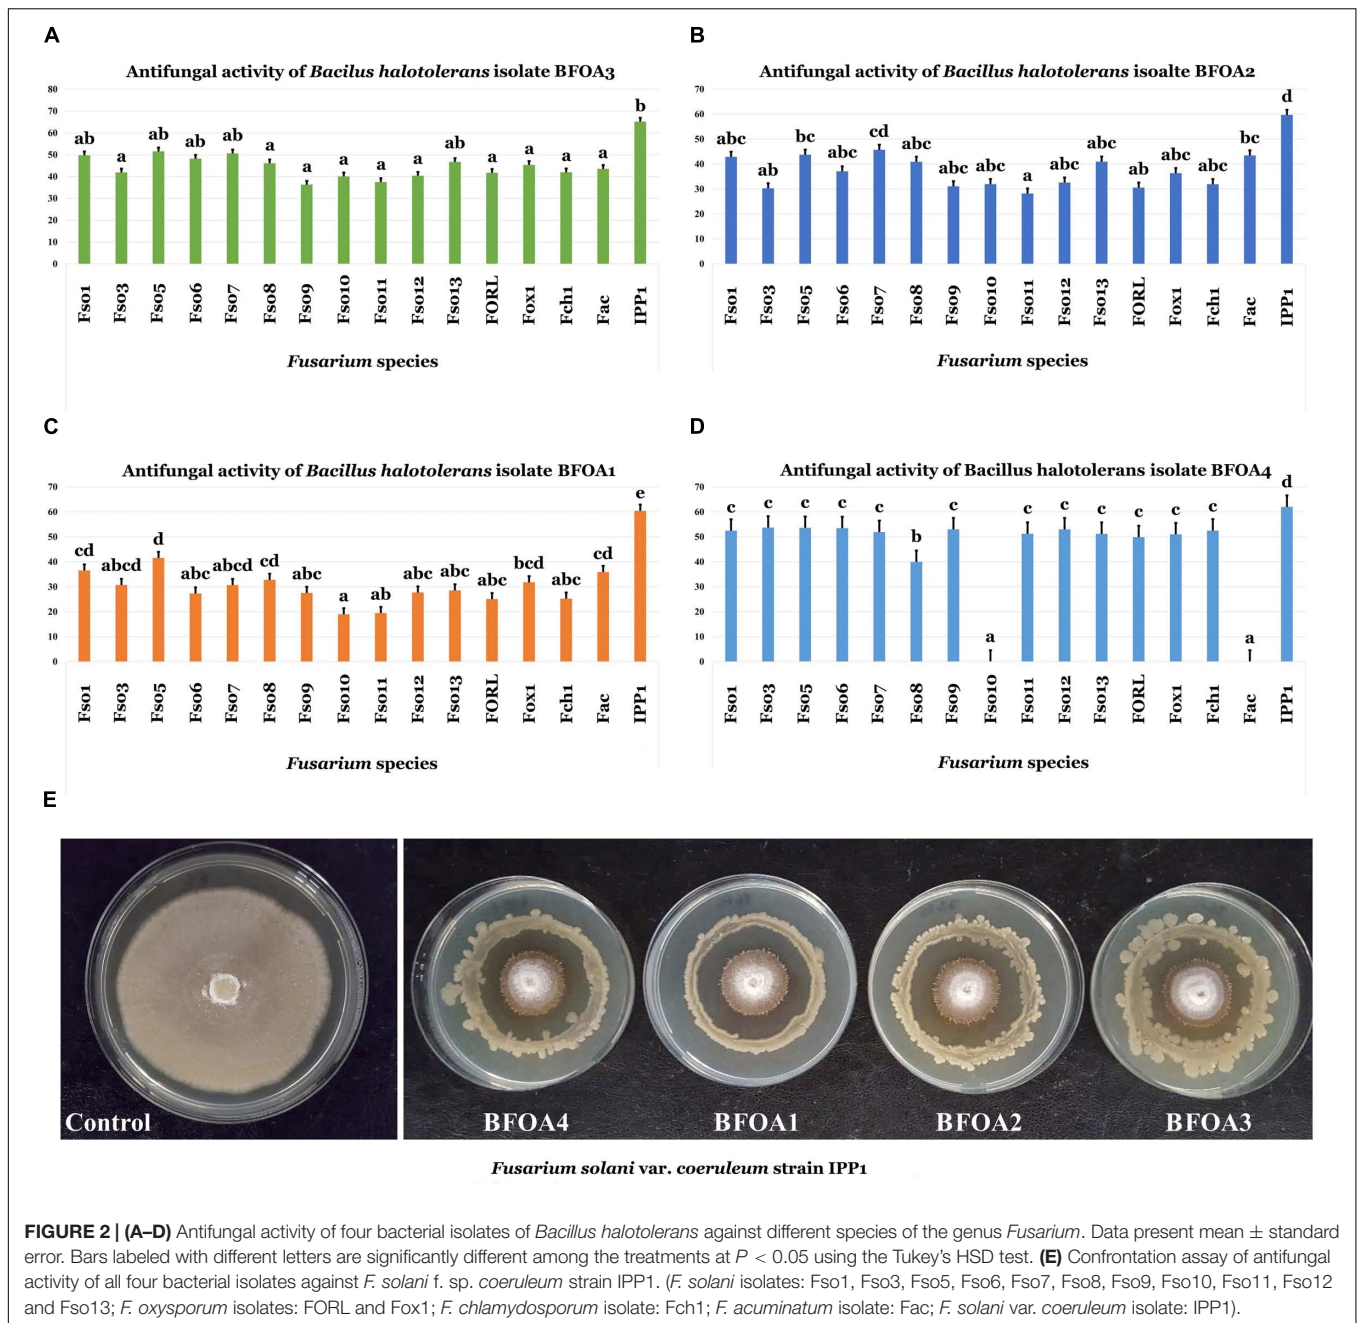 A
Antifungal activity of Bacilus halotolerans isolate BFOA3
80
70
60
50
40
30
20
10
0
ab
a
ab
ab
ab
a
a
a
a
a
ab
a
a
a
a
b
Fso1
Fso3
Fso5
Fso6
Fso7
Fso8
Fso9
Fso10
Fso11
Fso12
Fso13
FORL
Fox1
Fch1
Fac
IPP1
Fusarium species
B
Antifungal activity of Bacillus halotolerans isoalte BFOA2
70
60
50
40
30
20
10
0
abc
ab
bc
abc
cd
abc
abc
abc
a
abc
abc
ab
abc
abc
bc
d
Fso1
Fso3
Fso5
Fso6
Fso7
Fso8
Fso9
Fso10
Fso11
Fso12
Fso13
FORL
Fox1
Fch1
Fac
IPP1
Fusarium species
C
Antifungal activity of Bacillus halotolerans isolate BFOA1
70
60
50
40
30
20
10
0
cd
abcd
d
abc
abcd
cd
abc
a
ab
abc
abc
abc
bcd
abc
cd
e
Fso1
Fso3
Fso5
Fso6
Fso7
Fso8
Fso9
Fso10
Fso11
Fso12
Fso13
FORL
Fox1
Fch1
Fac
IPP1
Fusarium species
D
Antifungal activity of Bacillus halotolerans isolate BFOA4
70
60
50
40
30
20
10
0
c
c
c
c
c
b
c
a
c
c
c
c
c
c
a
d
Fso1
Fso3
Fso5
Fso6
Fso7
Fso8
Fso9
Fso10
Fso11
Fso12
Fso13
FORL
Fox1
Fch1
Fac
IPP1
Fusarium species
E
Control
BFOA4
BFOA1
BFOA2
BFOA3
Fusarium solani var. coeruleum strain IPP1
FIGURE 2 | (A–D) Antifungal activity of four bacterial isolates of Bacillus halotolerans against different species of the genus Fusarium. Data present mean ± standard
error. Bars labeled with different letters are significantly different among the treatments at P < 0.05 using the Tukey's HSD test. (E) Confrontation assay of antifungal
activity of all four bacterial isolates against F. solani f. sp. coeruleum strain IPP1. (F. solani isolates: Fso1, Fso3, Fso5, Fso6, Fso7, Fso8, Fso9, Fso10, Fso11, Fso12
and Fso13; F. oxysporum isolates: FORL and Fox1; F. chlamydosporum isolate: Fch1; F. acuminatum isolate: Fac; F. solani var. coeruleum isolate: IPP1).